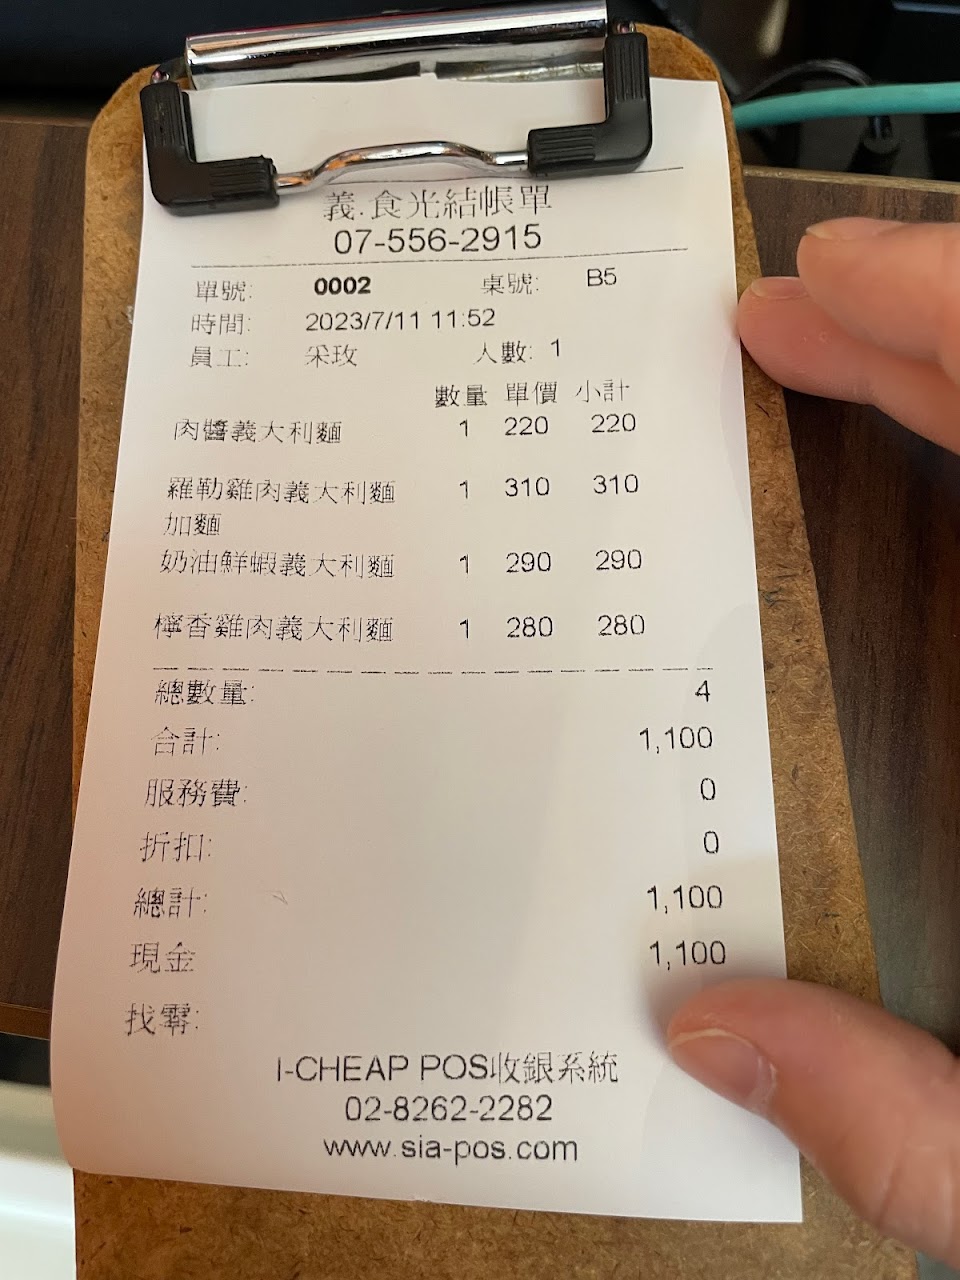 義.食光結帳單
07-556-2915
單號: 0002 桌號: B5
時間: 2023/7/11 11:52
員工: 采玫 人數: 1
數量 單價 小計
肉醬義大利麵 1 220 220
羅勒雞肉義大利麵 1 310 310
加麵
奶油鮮蝦義大利麵 1 290 290
檸香雞肉義大利麵 1 280 280
總數量: 4
合計: 1,100
服務費: 0
折扣: 0
總計: 1,100
現金 1,100
找零:
I-CHEAP POS收銀系統
02-8262-2282
www.sia-pos.com